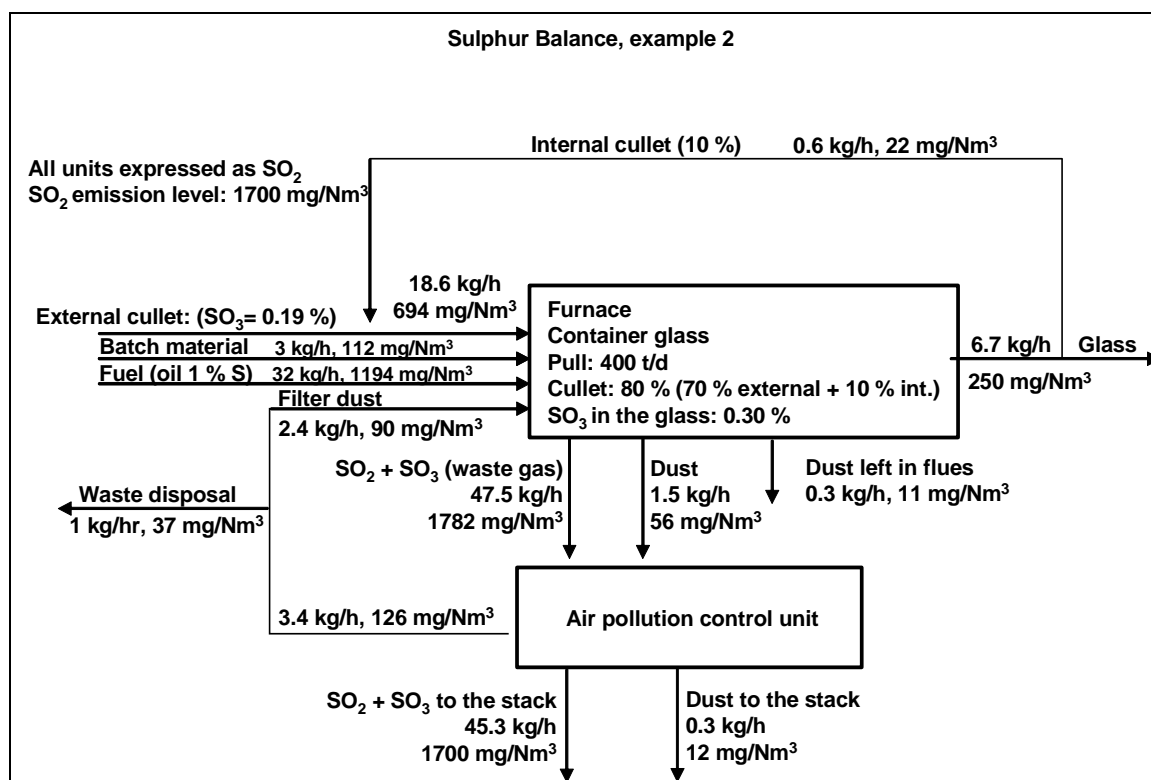 Sulphur Balance, example 2
Internal cullet (10 %) 0.6 kg/h, 22 mg/Nm³
All units expressed as SO₂
SO₂ emission level: 1700 mg/Nm³
18.6 kg/h
694 mg/Nm³
External cullet: (SO₃= 0.19 %)
Batch material 3 kg/h, 112 mg/Nm³
Fuel (oil 1 % S) 32 kg/h, 1194 mg/Nm³
Filter dust
2.4 kg/h, 90 mg/Nm³
Furnace
Container glass
Pull: 400 t/d
Cullet: 80 % (70 % external + 10 % int.)
SO₃ in the glass: 0.30 %
6.7 kg/h Glass
250 mg/Nm³
SO₂ + SO₃ (waste gas)
47.5 kg/h
1782 mg/Nm³
Dust
1.5 kg/h
56 mg/Nm³
Dust left in flues
0.3 kg/h, 11 mg/Nm³
Waste disposal
1 kg/hr, 37 mg/Nm³
3.4 kg/h, 126 mg/Nm³
Air pollution control unit
SO₂ + SO₃ to the stack
45.3 kg/h
1700 mg/Nm³
Dust to the stack
0.3 kg/h
12 mg/Nm³